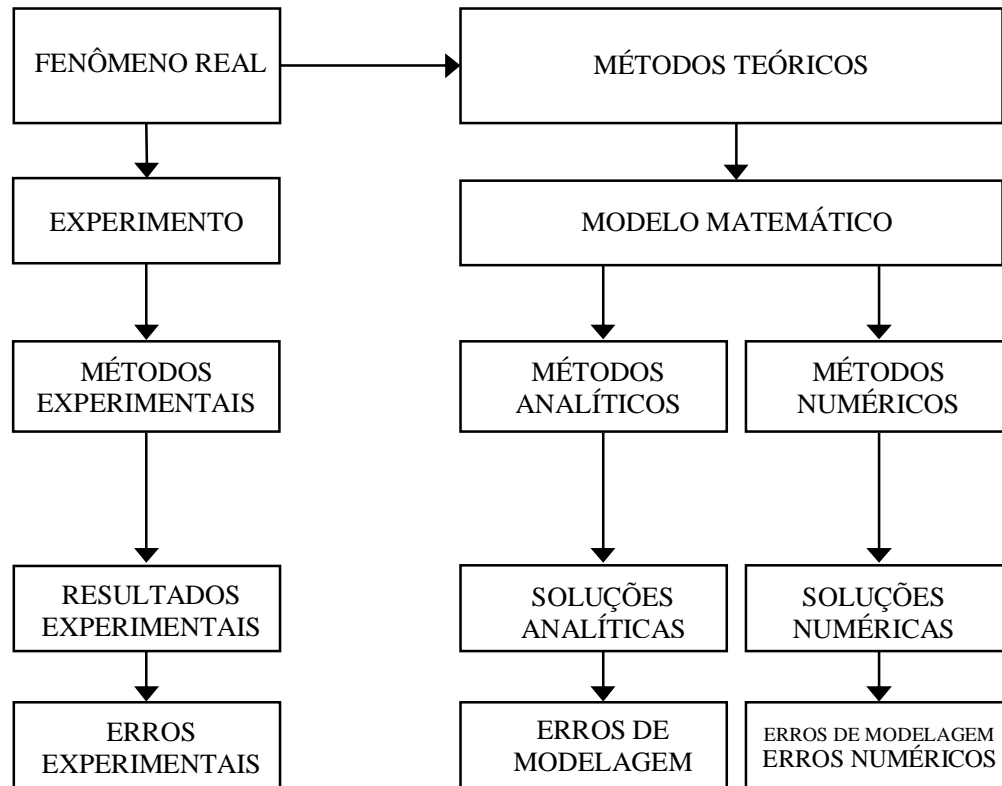 FENÔMENO REAL
MÉTODOS TEÓRICOS
EXPERIMENTO
MODELO MATEMÁTICO
MÉTODOS
EXPERIMENTAIS
MÉTODOS
ANALÍTICOS
MÉTODOS
NUMÉRICOS
RESULTADOS
EXPERIMENTAIS
SOLUÇÕES
ANALÍTICAS
SOLUÇÕES
NUMÉRICAS
ERROS
EXPERIMENTAIS
ERROS DE
MODELAGEM
ERROS DE MODELAGEM
ERROS NUMÉRICOS